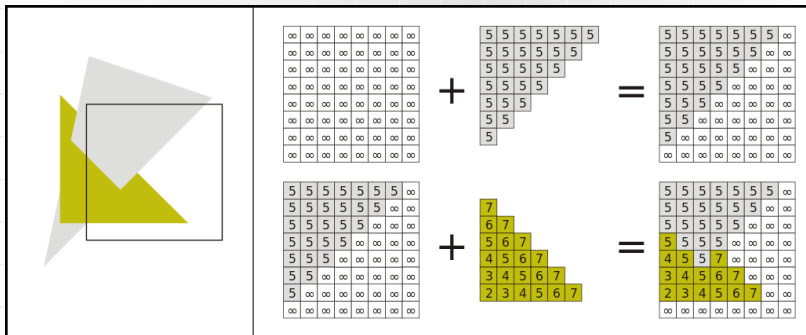 ∞ ∞ ∞ ∞ ∞ ∞ ∞ ∞
∞ ∞ ∞ ∞ ∞ ∞ ∞ ∞
∞ ∞ ∞ ∞ ∞ ∞ ∞ ∞
∞ ∞ ∞ ∞ ∞ ∞ ∞ ∞
∞ ∞ ∞ ∞ ∞ ∞ ∞ ∞
∞ ∞ ∞ ∞ ∞ ∞ ∞ ∞
∞ ∞ ∞ ∞ ∞ ∞ ∞ ∞
∞ ∞ ∞ ∞ ∞ ∞ ∞ ∞
+
5 5 5 5 5 5 5
5 5 5 5 5 5
5 5 5 5 5
5 5 5 5
5 5 5
5 5
5
=
5 5 5 5 5 5 5 ∞
5 5 5 5 5 5 ∞ ∞
5 5 5 5 5 ∞ ∞ ∞
5 5 5 5 ∞ ∞ ∞ ∞
5 5 5 ∞ ∞ ∞ ∞ ∞
5 5 ∞ ∞ ∞ ∞ ∞ ∞
5 ∞ ∞ ∞ ∞ ∞ ∞ ∞
∞ ∞ ∞ ∞ ∞ ∞ ∞ ∞
5 5 5 5 5 5 5 ∞
5 5 5 5 5 5 ∞ ∞
5 5 5 5 5 ∞ ∞ ∞
5 5 5 5 ∞ ∞ ∞ ∞
5 5 5 ∞ ∞ ∞ ∞ ∞
5 5 ∞ ∞ ∞ ∞ ∞ ∞
5 ∞ ∞ ∞ ∞ ∞ ∞ ∞
∞ ∞ ∞ ∞ ∞ ∞ ∞ ∞
+
7
6 7
5 6 7
4 5 6 7
3 4 5 6 7
2 3 4 5 6 7
=
5 5 5 5 5 5 5 ∞
5 5 5 5 5 5 ∞ ∞
5 5 5 5 5 ∞ ∞ ∞
5 5 5 5 ∞ ∞ ∞ ∞
4 5 5 7 ∞ ∞ ∞ ∞
3 4 5 6 7 ∞ ∞ ∞
2 3 4 5 6 7 ∞ ∞
∞ ∞ ∞ ∞ ∞ ∞ ∞ ∞